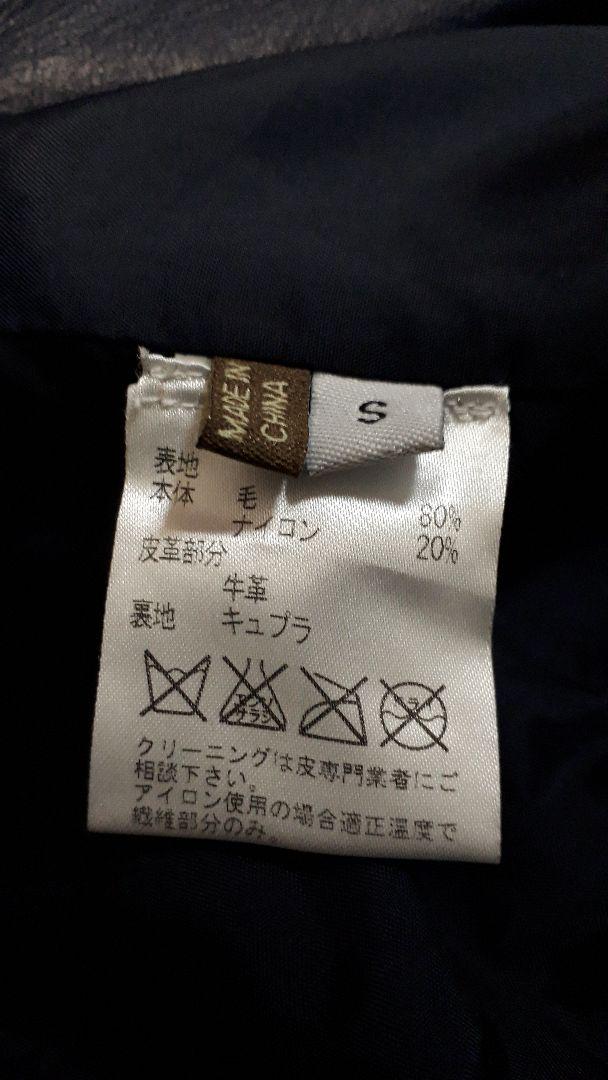 MADE IN
CHINA
S
表地
本体 毛 80%
ナイロン 20%
皮革部分
牛革
裏地 キュプラ
クリーニングは皮専門業者にご
相談下さい。
アイロン使用の場合適正温度で
繊維部分のみ。